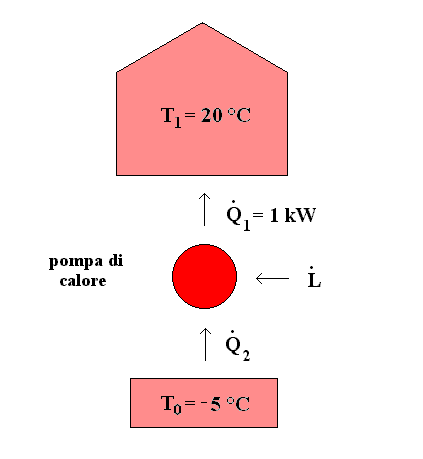 T₁ = 20 °C
Q̇₁ = 1 kW
pompa di
calore
L̇
Q̇₂
T₀ = -5 °C